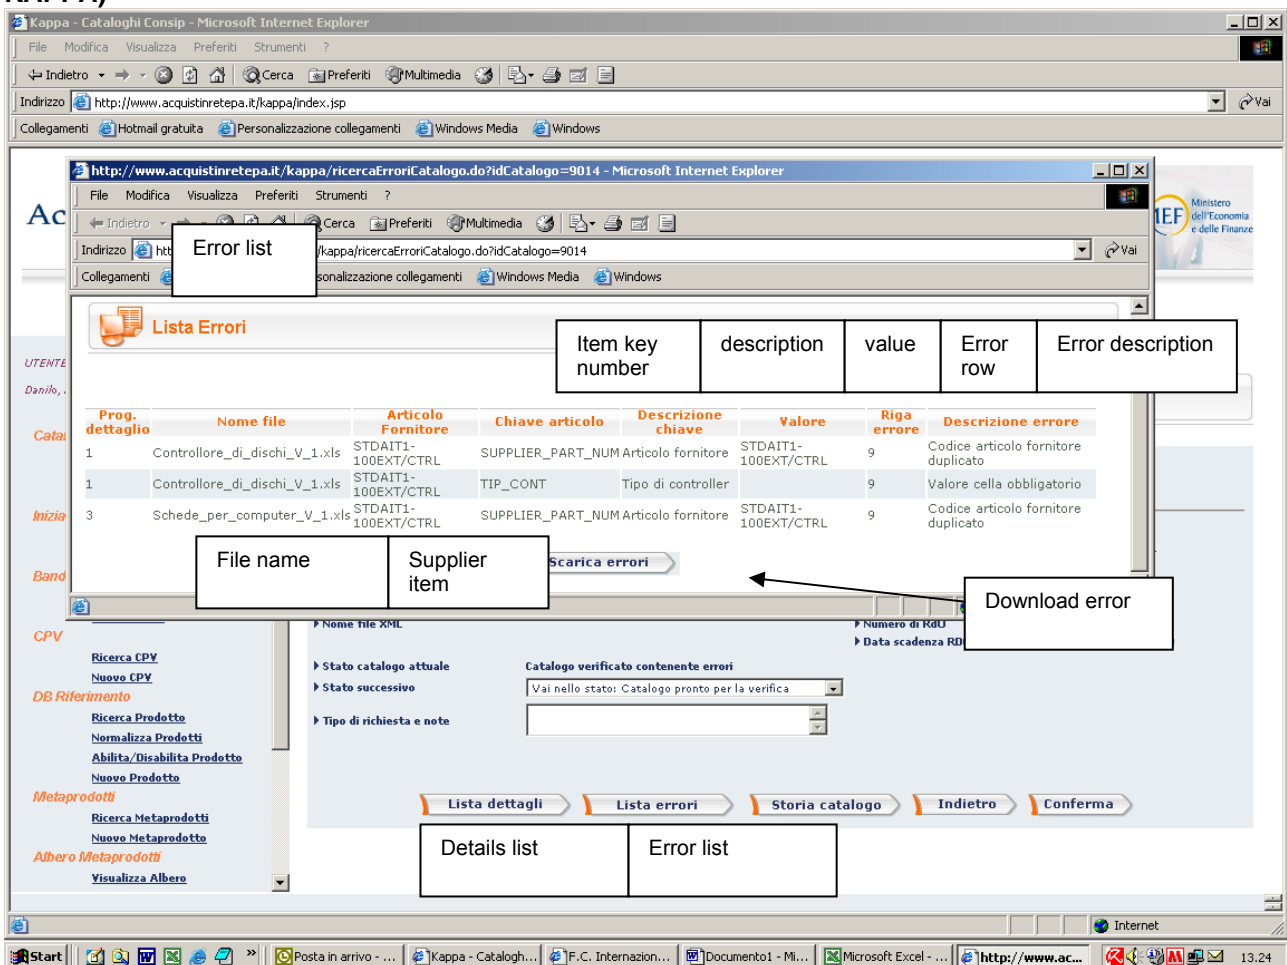 KAPPA)
Kappa - Cataloghi Consip - Microsoft Internet Explorer
File Modifica Visualizza Preferiti Strumenti ?
Indietro Cerca Preferiti Multimedia
Indirizzo http://www.acquistinretepa.it/kappa/index.jsp Vai
Collegamenti Hotmail gratuita Personalizzazione collegamenti Windows Media Windows
http://www.acquistinretepa.it/kappa/ricercaErroriCatalogo.do?idCatalogo=9014 - Microsoft Internet Explorer
File Modifica Visualizza Preferiti Strumenti ?
Ac
Indietro Cerca Preferiti Multimedia
MEF Ministero
dell'Economia
e delle Finanze
Error list
Indirizzo htt /kappa/ricercaErroriCatalogo.do?idCatalogo=9014 Vai
Collegamenti sonalizzazione collegamenti Windows Media Windows
Lista Errori
Item key number
description
value
Error row
Error description
UTENTE
Danilo, .
Prog. dettaglio Nome file Articolo Fornitore Chiave articolo Descrizione chiave Valore Riga errore Descrizione errore
1 Controllore_di_dischi_V_1.xls STDAIT1-100EXT/CTRL SUPPLIER_PART_NUM Articolo fornitore STDAIT1-100EXT/CTRL 9 Codice articolo fornitore duplicato
1 Controllore_di_dischi_V_1.xls STDAIT1-100EXT/CTRL TIP_CONT Tipo di controller 9 Valore cella obbligatorio
3 Schede_per_computer_V_1.xls STDAIT1-100EXT/CTRL SUPPLIER_PART_NUM Articolo fornitore STDAIT1-100EXT/CTRL 9 Codice articolo fornitore duplicato
Catal
Inizia
Band
File name
Supplier item
Scarica errori
Download error
CPV
Ricerca CPV
Nuovo CPV
DB Riferimento
Ricerca Prodotto
Normalizza Prodotti
Abilita/Disabilita Prodotto
Nuovo Prodotto
Metaprodotti
Ricerca Metaprodotti
Nuovo Metaprodotto
Albero Metaprodotti
Visualizza Albero
Nome file XML Numero di RdU
Data scadenza RD
Stato catalogo attuale Catalogo verificato contenente errori
Stato successivo Vai nello stato: Catalogo pronto per la verifica
Tipo di richiesta e note
Lista dettagli Lista errori Storia catalogo Indietro Conferma
Details list
Error list
Internet
Start Posta in arrivo - ... Kappa - Catalogh... F.C. Internazion... Documento1 - Mi... Microsoft Excel - ... http://www.ac... 13.24